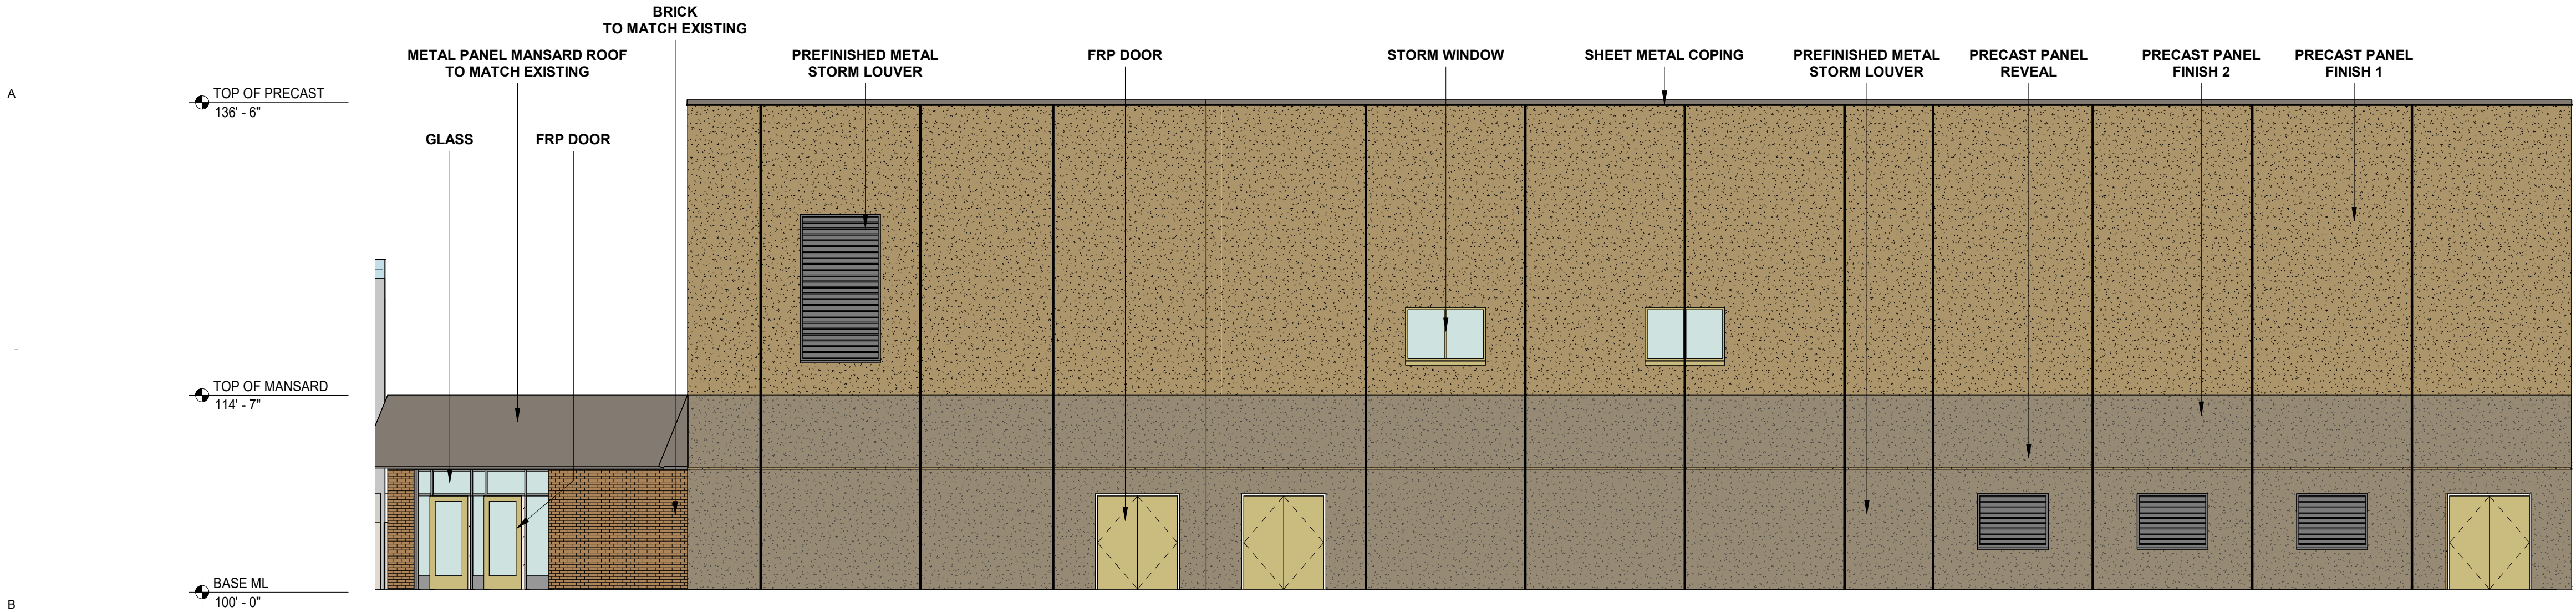 BRICK
TO MATCH EXISTING
METAL PANEL MANSARD ROOF
TO MATCH EXISTING
PREFINISHED METAL
STORM LOUVER
FRP DOOR
STORM WINDOW
SHEET METAL COPING
PREFINISHED METAL
STORM LOUVER
PRECAST PANEL
REVEAL
PRECAST PANEL
FINISH 2
PRECAST PANEL
FINISH 1
A
TOP OF PRECAST
136' - 6"
GLASS
FRP DOOR
TOP OF MANSARD
114' - 7"
BASE ML
100' - 0"
B